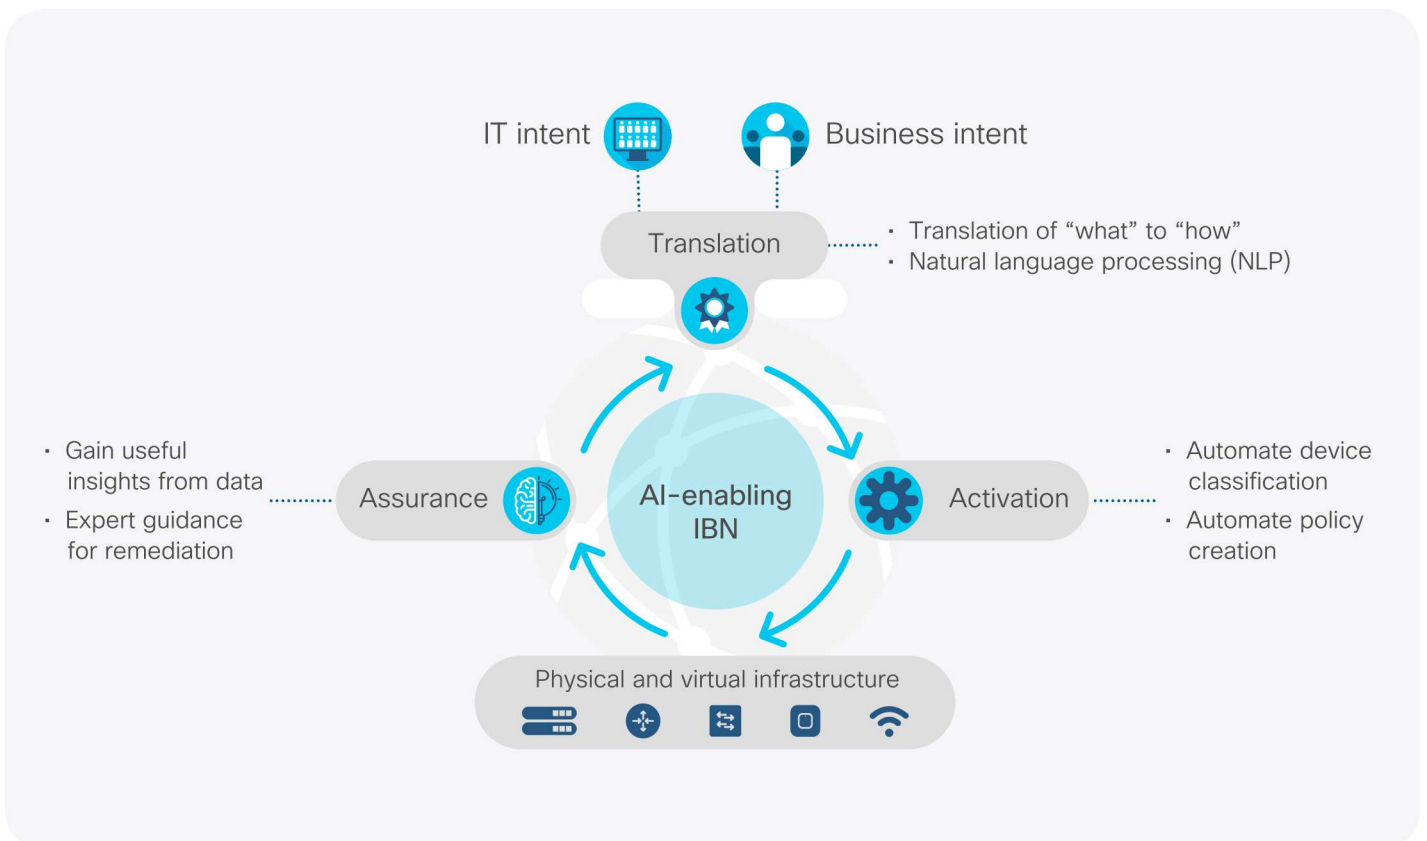 IT intent
Business intent
Translation
· Translation of “what” to “how”
· Natural language processing (NLP)
· Gain useful
insights from data
· Expert guidance
for remediation
Assurance
AI-enabling
IBN
Activation
· Automate device
classification
· Automate policy
creation
Physical and virtual infrastructure